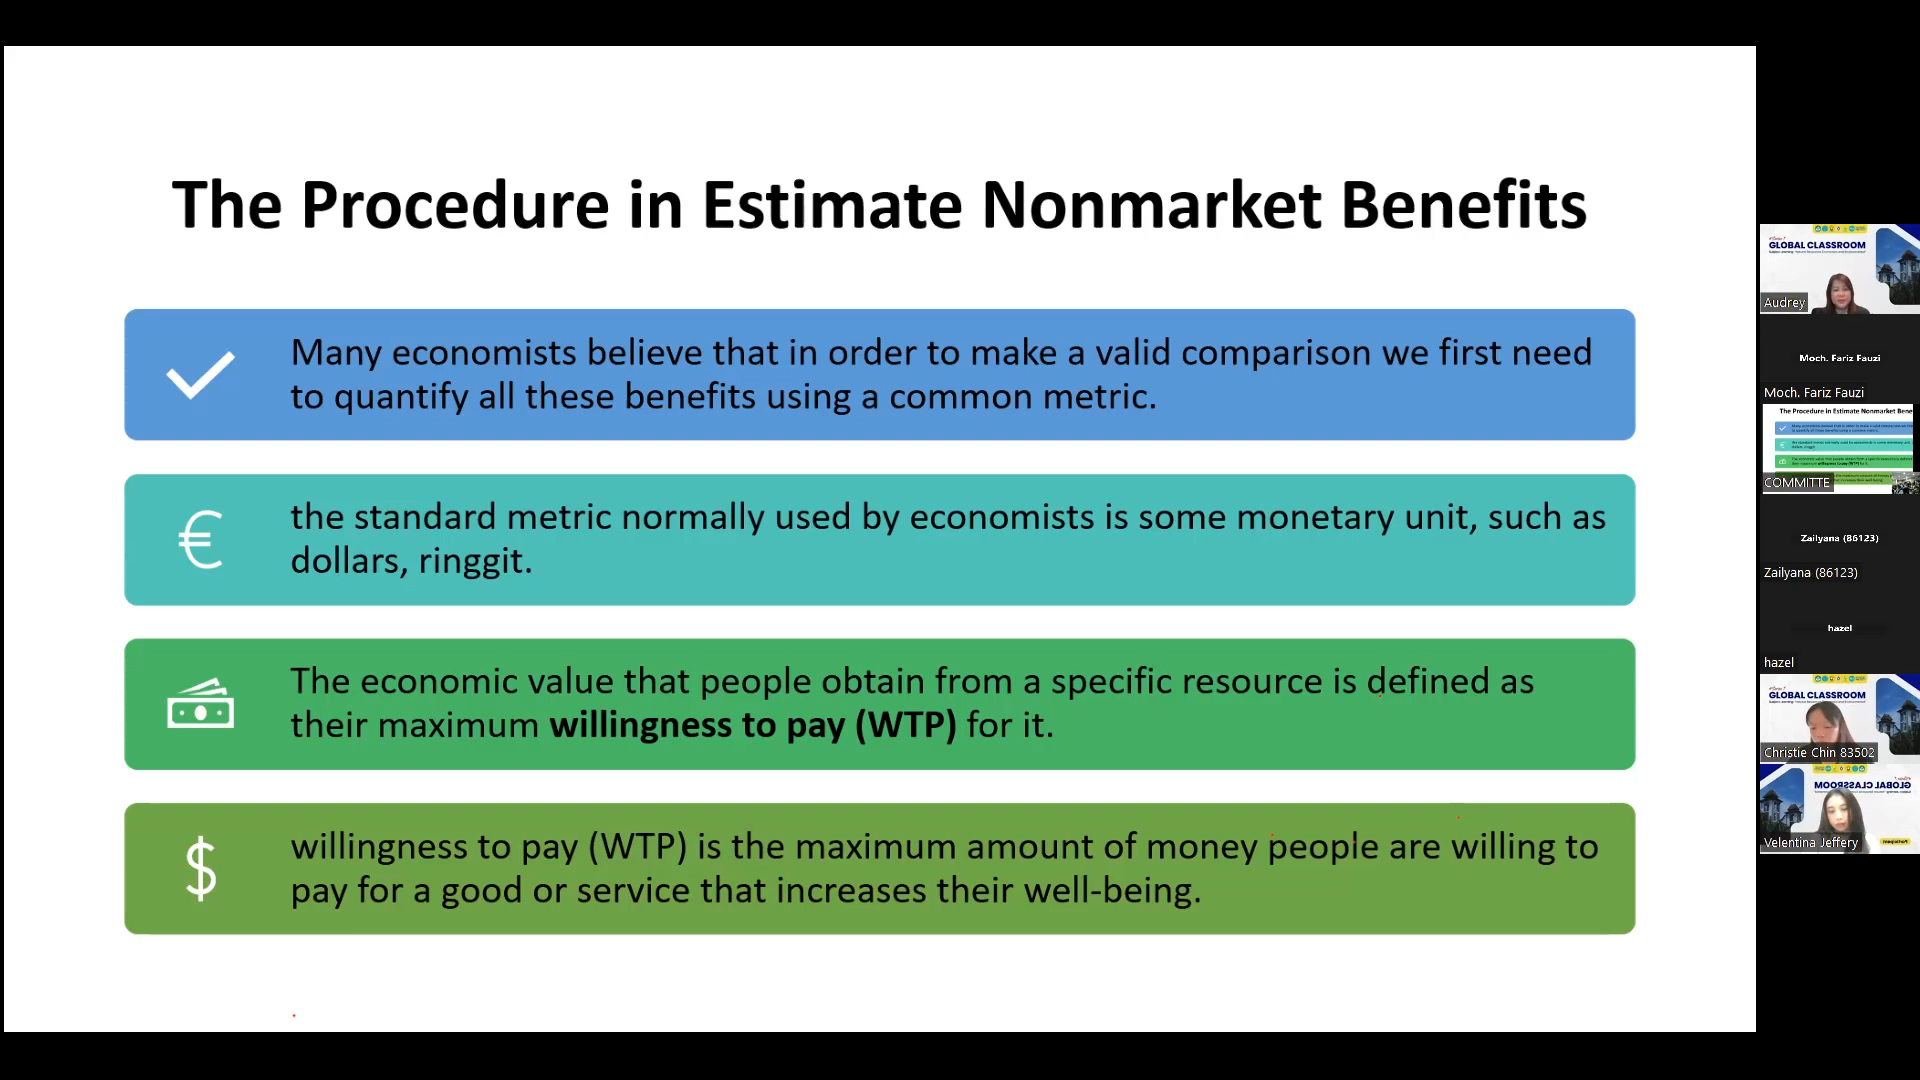 The Procedure in Estimate Nonmarket Benefits
Many economists believe that in order to make a valid comparison we first need
to quantify all these benefits using a common metric.
the standard metric normally used by economists is some monetary unit, such as
dollars, ringgit.
The economic value that people obtain from a specific resource is defined as
their maximum willingness to pay (WTP) for it.
willingness to pay (WTP) is the maximum amount of money people are willing to
pay for a good or service that increases their well-being.
GLOBAL CLASSROOM
Audrey
Moch. Fariz Fauzi
Moch. Fariz Fauzi
The Procedure in Estimate Nonmarket Bene
COMMITTE
Zailyana (86123)
Zailyana (86123)
hazel
hazel
GLOBAL CLASSROOM
Christie Chin 83502
GLOBAL CLASSROOM
Velentina Jeffery